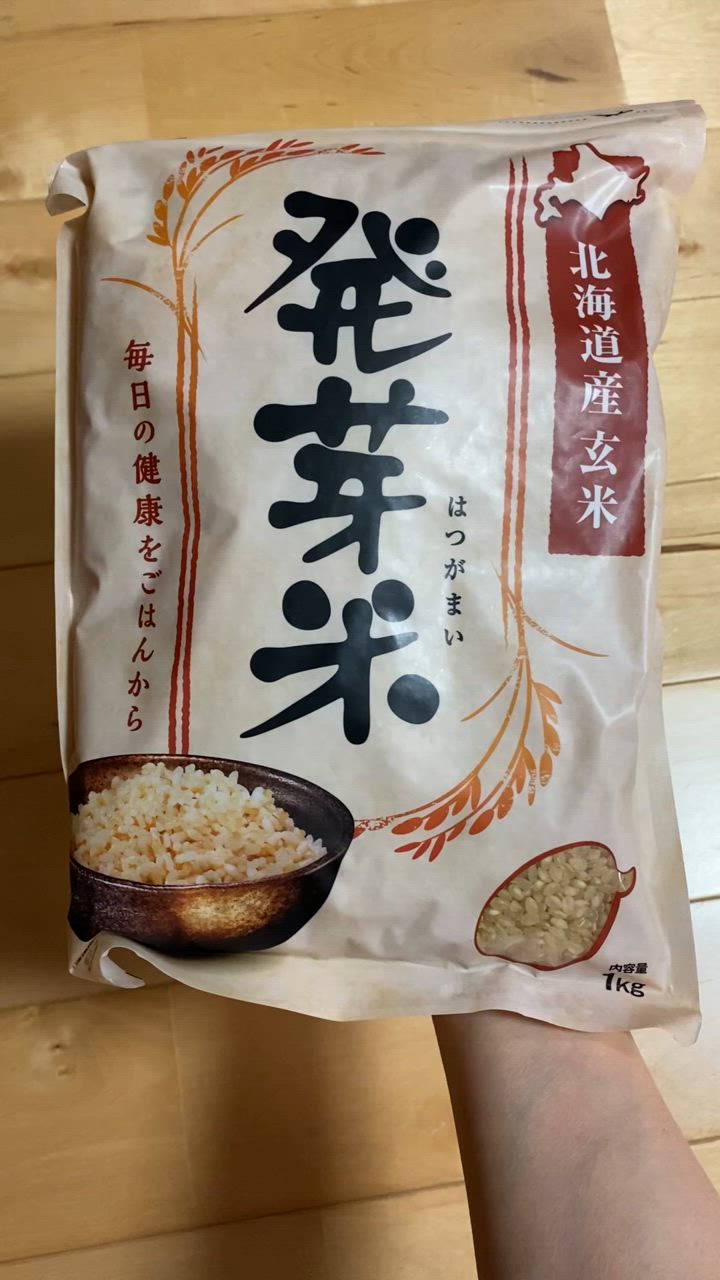 北海道産 玄米
発芽米
はつがまい
毎日の健康をごはんから
内容量
1kg